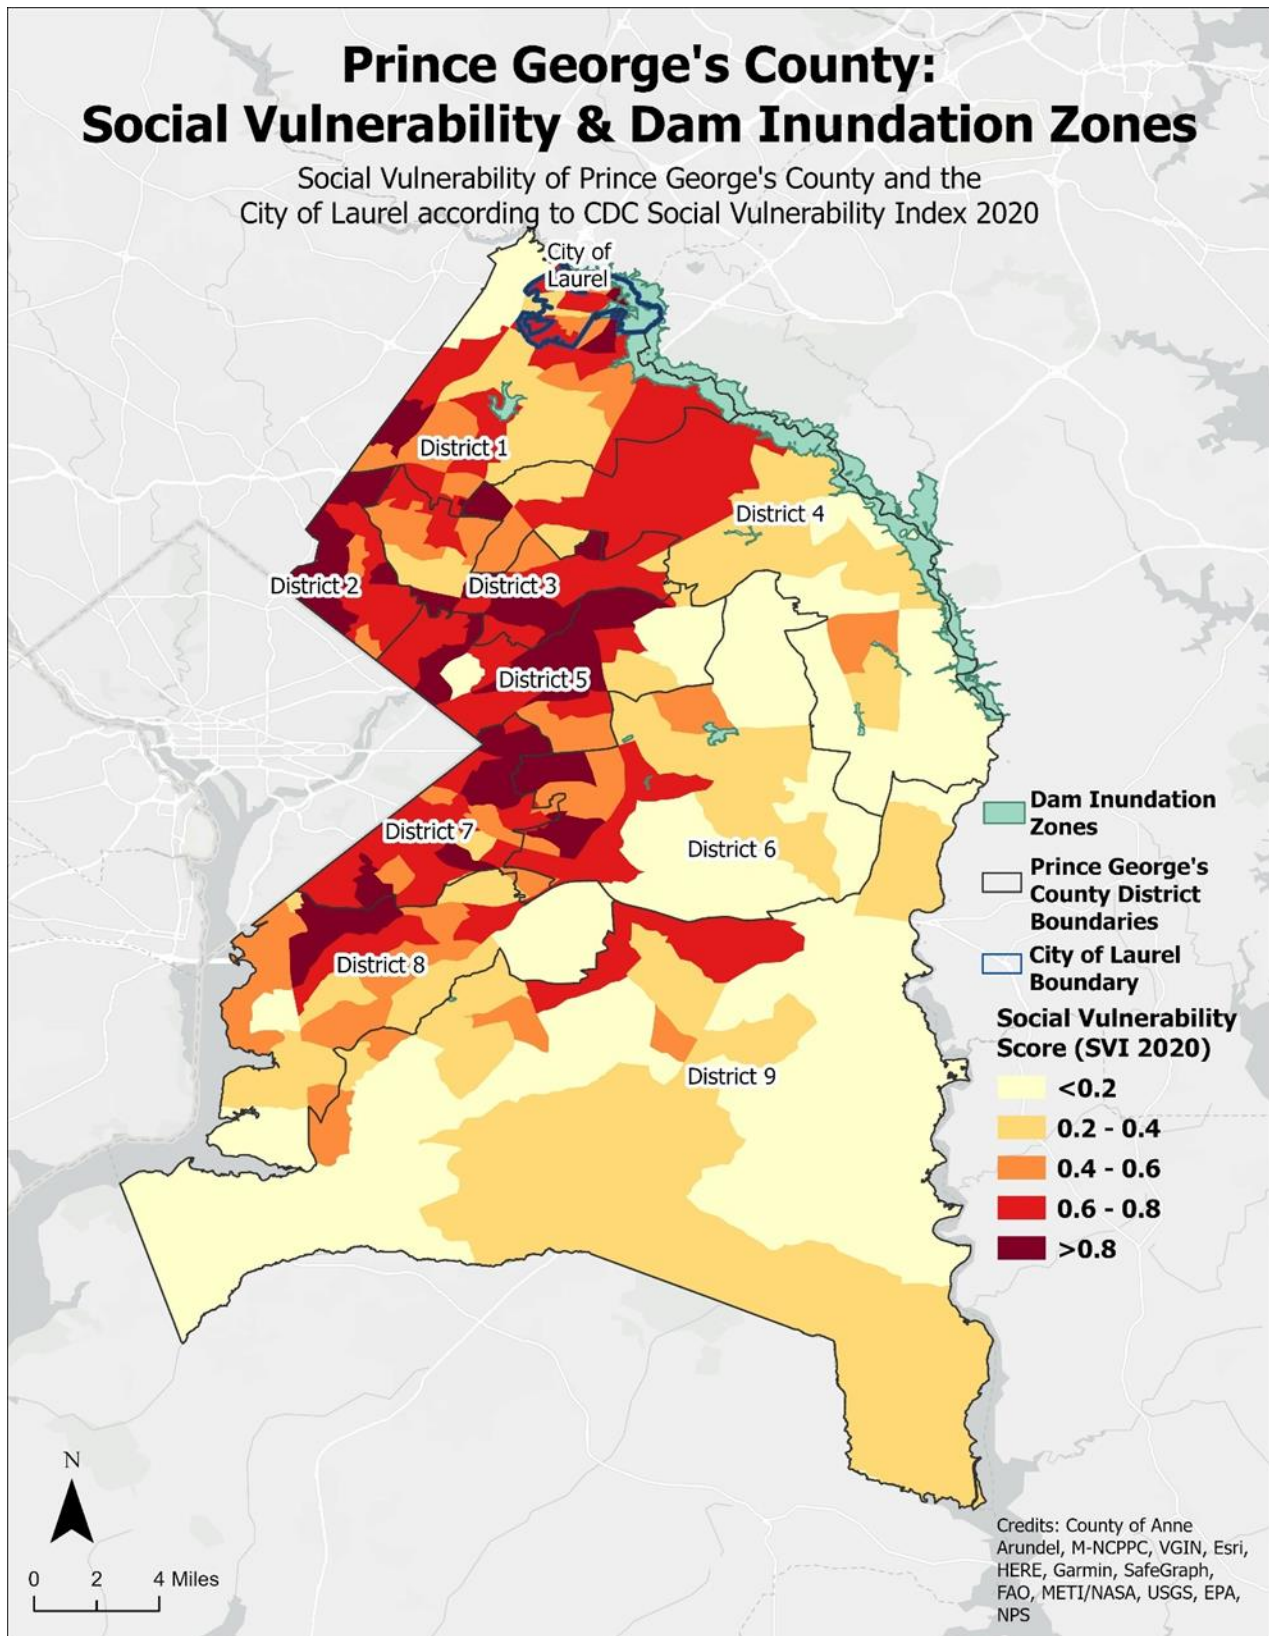 Prince George's County:
Social Vulnerability & Dam Inundation Zones
Social Vulnerability of Prince George's County and the
City of Laurel according to CDC Social Vulnerability Index 2020
City of
Laurel
District 1
District 4
District 2
District 3
District 5
District 7
District 6
District 8
District 9
Dam Inundation
Zones
Prince George's
County District
Boundaries
City of Laurel
Boundary
Social Vulnerability
Score (SVI 2020)
<0.2
0.2 - 0.4
0.4 - 0.6
0.6 - 0.8
>0.8
N
0 2 4 Miles
Credits: County of Anne
Arundel, M-NCPPC, VGIN, Esri,
HERE, Garmin, SafeGraph,
FAO, METI/NASA, USGS, EPA,
NPS